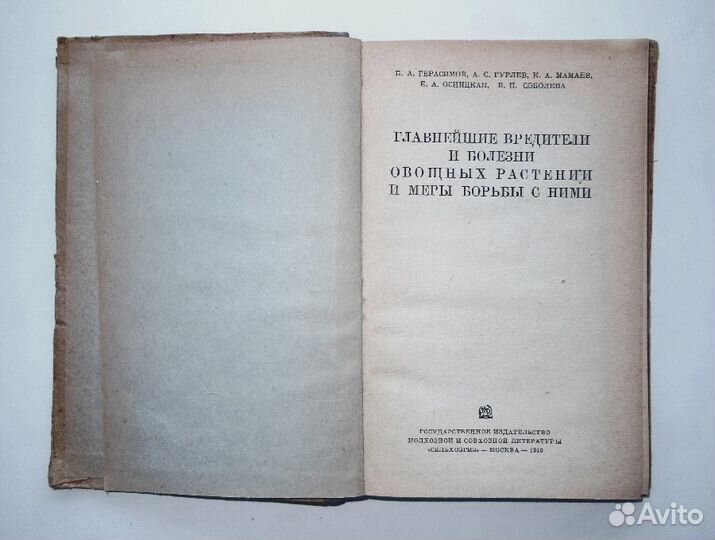 Б. А. ГЕРАСИМОВ, А. С. ГУРЛЕВ, К. А. МАМАЕВ,
Е. А. ОСНИЦКАЯ, В. П. СОБОЛЕВА
ГЛАВНЕЙШИЕ ВРЕДИТЕЛИ
И БОЛЕЗНИ
ОВОЩНЫХ РАСТЕНИЙ
И МЕРЫ БОРЬБЫ С НИМИ
ГОСУДАРСТВЕННОЕ ИЗДАТЕЛЬСТВО
КОЛХОЗНОЙ И СОВХОЗНОЙ ЛИТЕРАТУРЫ
«СЕЛЬХОЗГИЗ» — МОСКВА — 1940
Avito